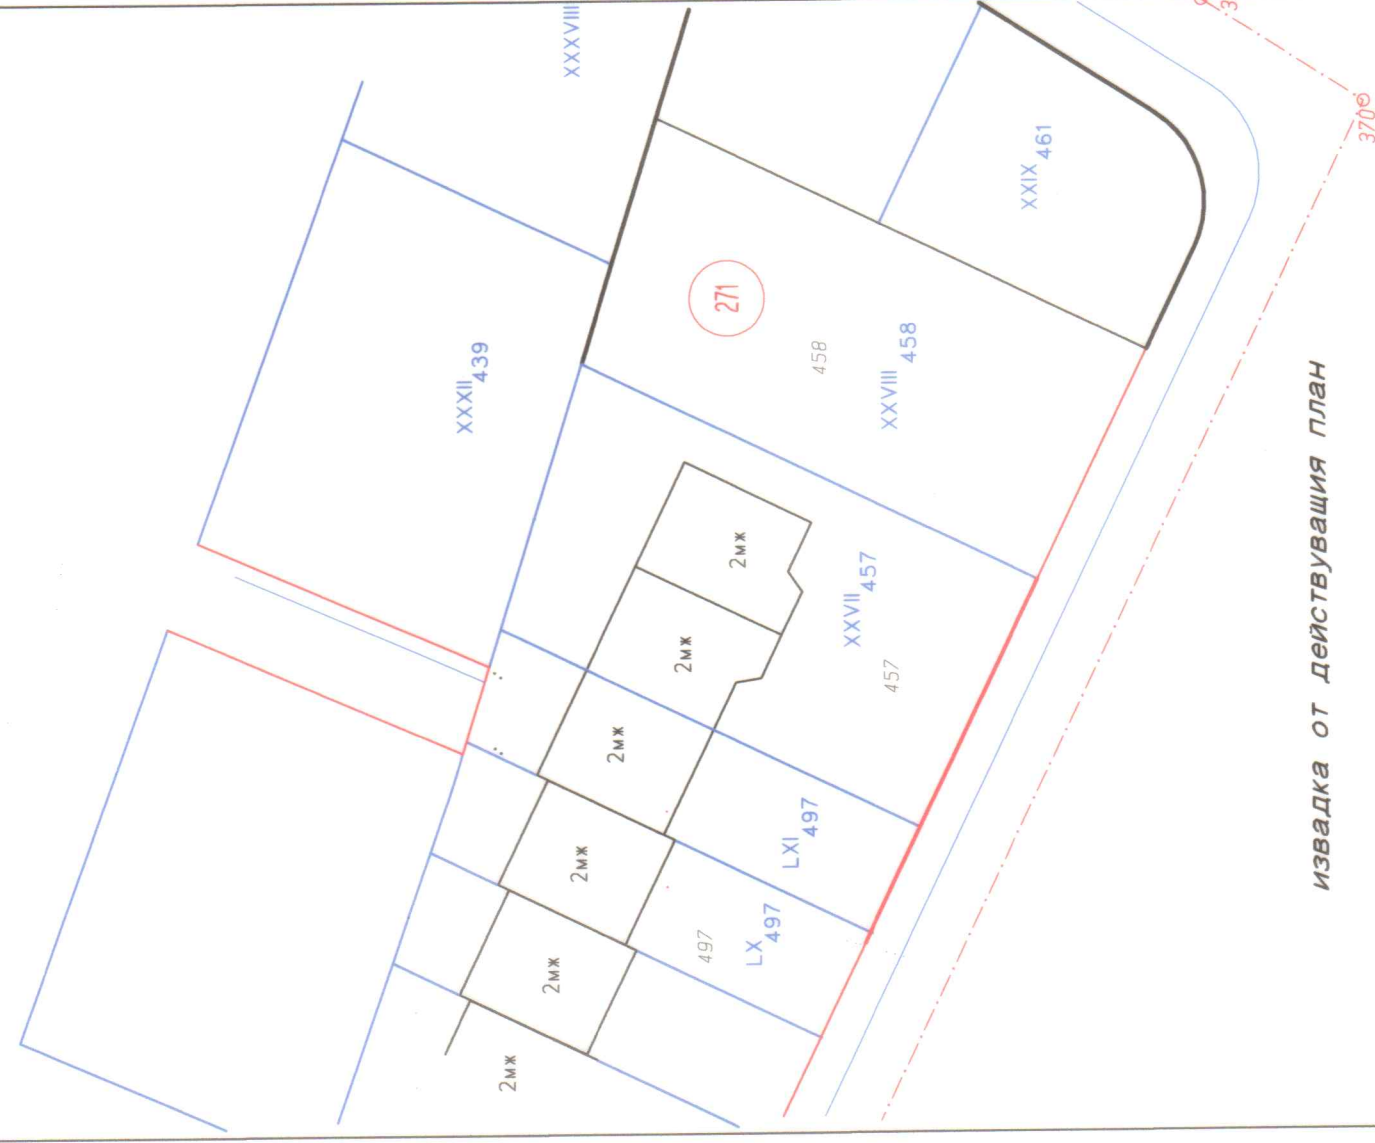 XXXVIII
XXXII 439
271
XXIX 461
370
458
XXVIII 458
2МЖ
2МЖ
XXVII 457
457
2МЖ
LXI 497
2МЖ
497
LX 497
2МЖ
2МЖ
ИЗВАДКА ОТ ДЕЙСТВУВАЩИЯ ПЛАН